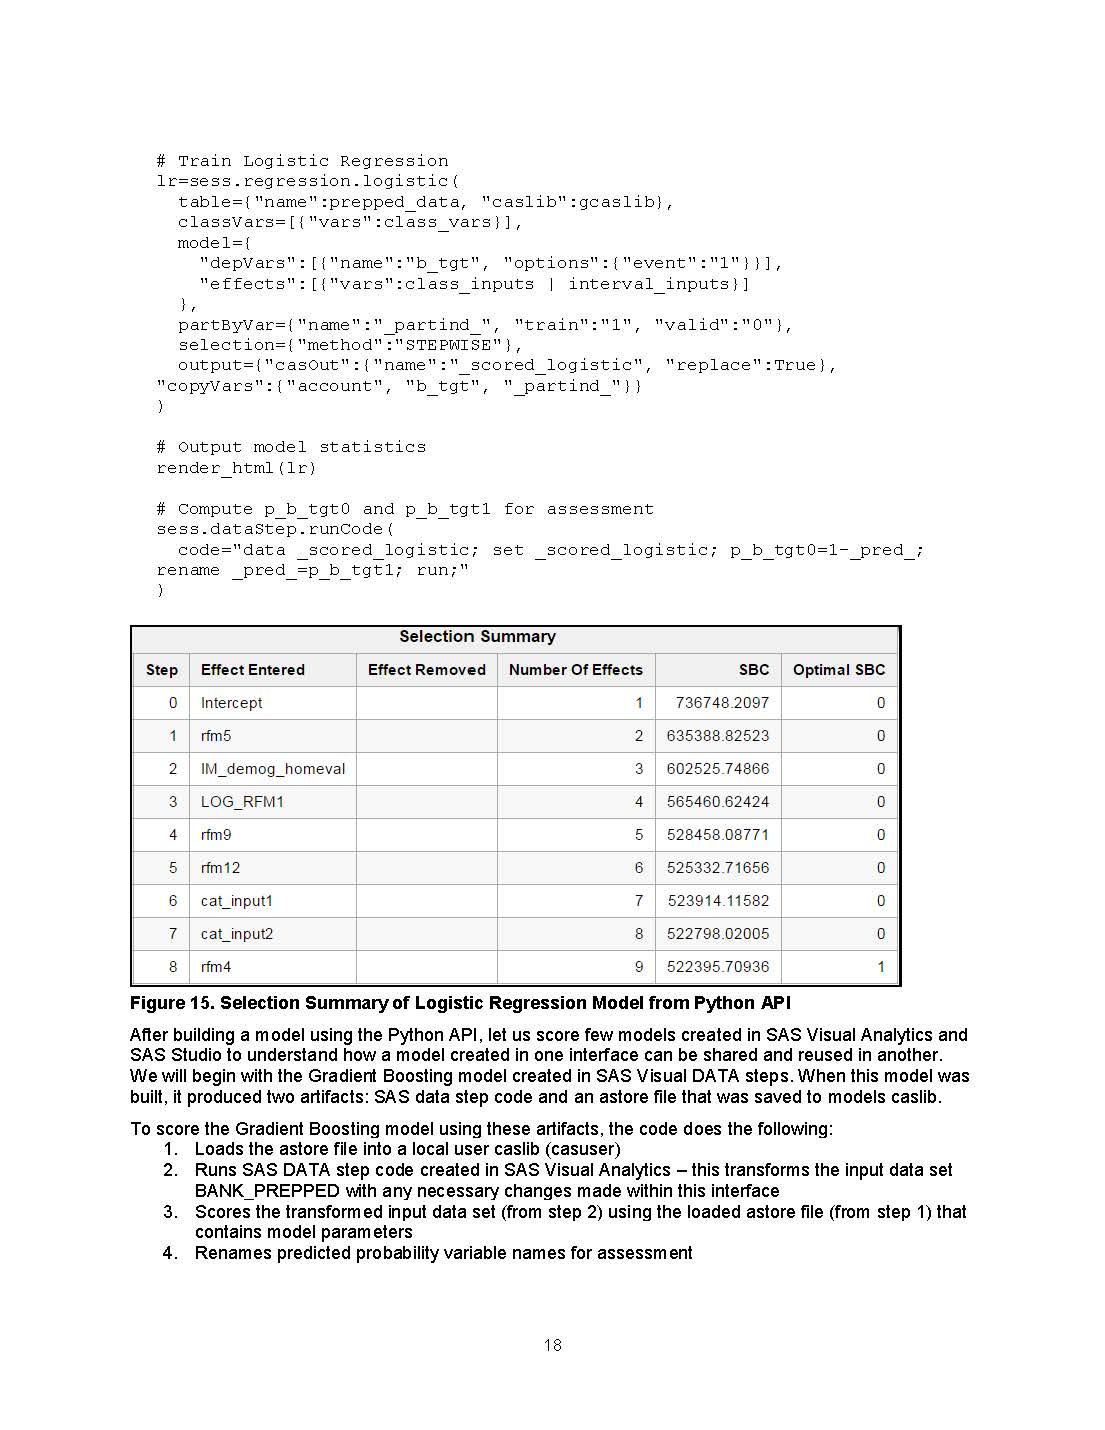 # Train Logistic Regression
lr=sess.regression.logistic(
  table={"name":prepped_data, "caslib":gcaslib},
  classVars=[{"vars":class_vars}],
  model={
    "depVars":[{"name":"b_tgt", "options":{"event":"1"}}],
    "effects":[{"vars":class_inputs | interval_inputs}]
  },
  partByVar={"name":"_partind_", "train":"1", "valid":"0"},
  selection={"method":"STEPWISE"},
  output={"casOut":{"name":"_scored_logistic", "replace":True},
"copyVars":{"account", "b_tgt", "_partind_"}}
)
# Output model statistics
render_html(lr)
# Compute p_b_tgt0 and p_b_tgt1 for assessment
sess.dataStep.runCode(
  code="data _scored_logistic; set _scored_logistic; p_b_tgt0=1-_pred_;
rename _pred_=p_b_tgt1; run;"
)
Selection Summary
Step Effect Entered Effect Removed Number Of Effects SBC Optimal SBC
0 Intercept 1 736748.2097 0
1 rfm5 2 635388.82523 0
2 IM_demog_homeval 3 602525.74866 0
3 LOG_RFM1 4 565460.62424 0
4 rfm9 5 528458.08771 0
5 rfm12 6 525332.71656 0
6 cat_input1 7 523914.11582 0
7 cat_input2 8 522798.02005 0
8 rfm4 9 522395.70936 1
Figure 15. Selection Summary of Logistic Regression Model from Python API
After building a model using the Python API, let us score few models created in SAS Visual Analytics and
SAS Studio to understand how a model created in one interface can be shared and reused in another.
We will begin with the Gradient Boosting model created in SAS Visual DATA steps. When this model was
built, it produced two artifacts: SAS data step code and an astore file that was saved to models caslib.
To score the Gradient Boosting model using these artifacts, the code does the following:
1. Loads the astore file into a local user caslib (casuser)
2. Runs SAS DATA step code created in SAS Visual Analytics – this transforms the input data set
BANK_PREPPED with any necessary changes made within this interface
3. Scores the transformed input data set (from step 2) using the loaded astore file (from step 1) that
contains model parameters
4. Renames predicted probability variable names for assessment
18